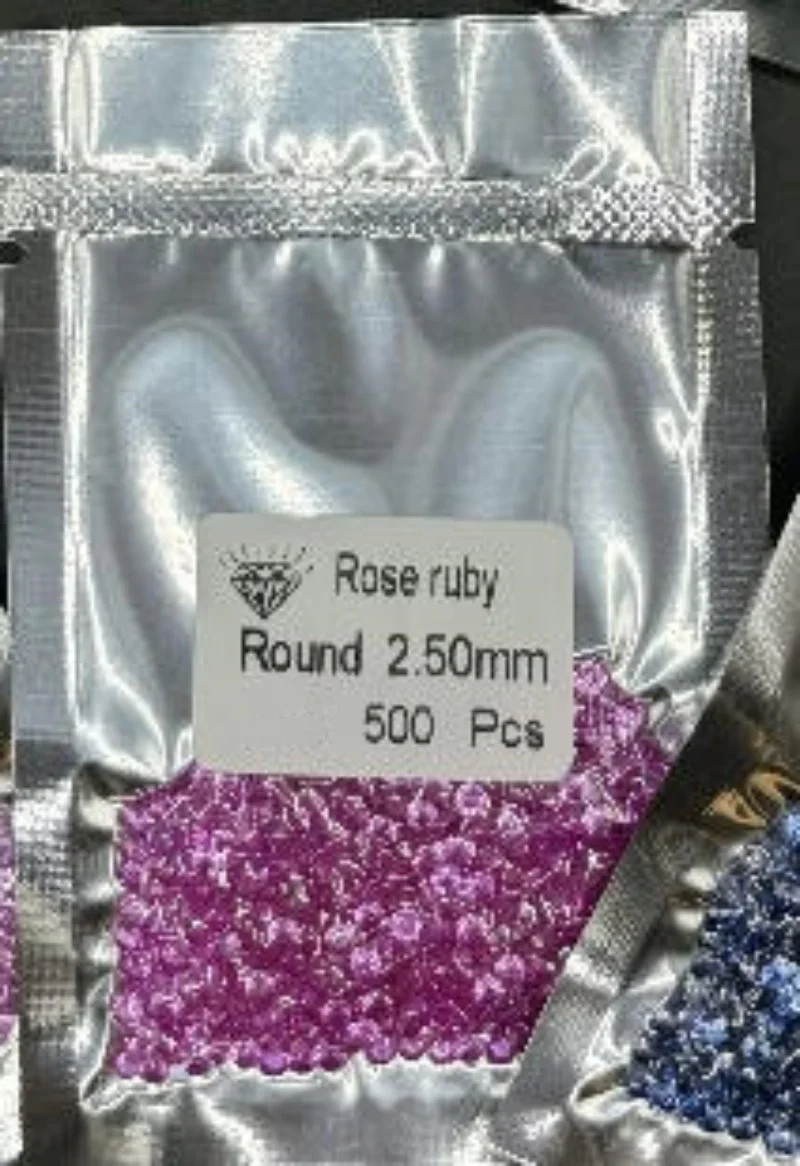 Rose ruby
Round 2.50mm
500 Pcs